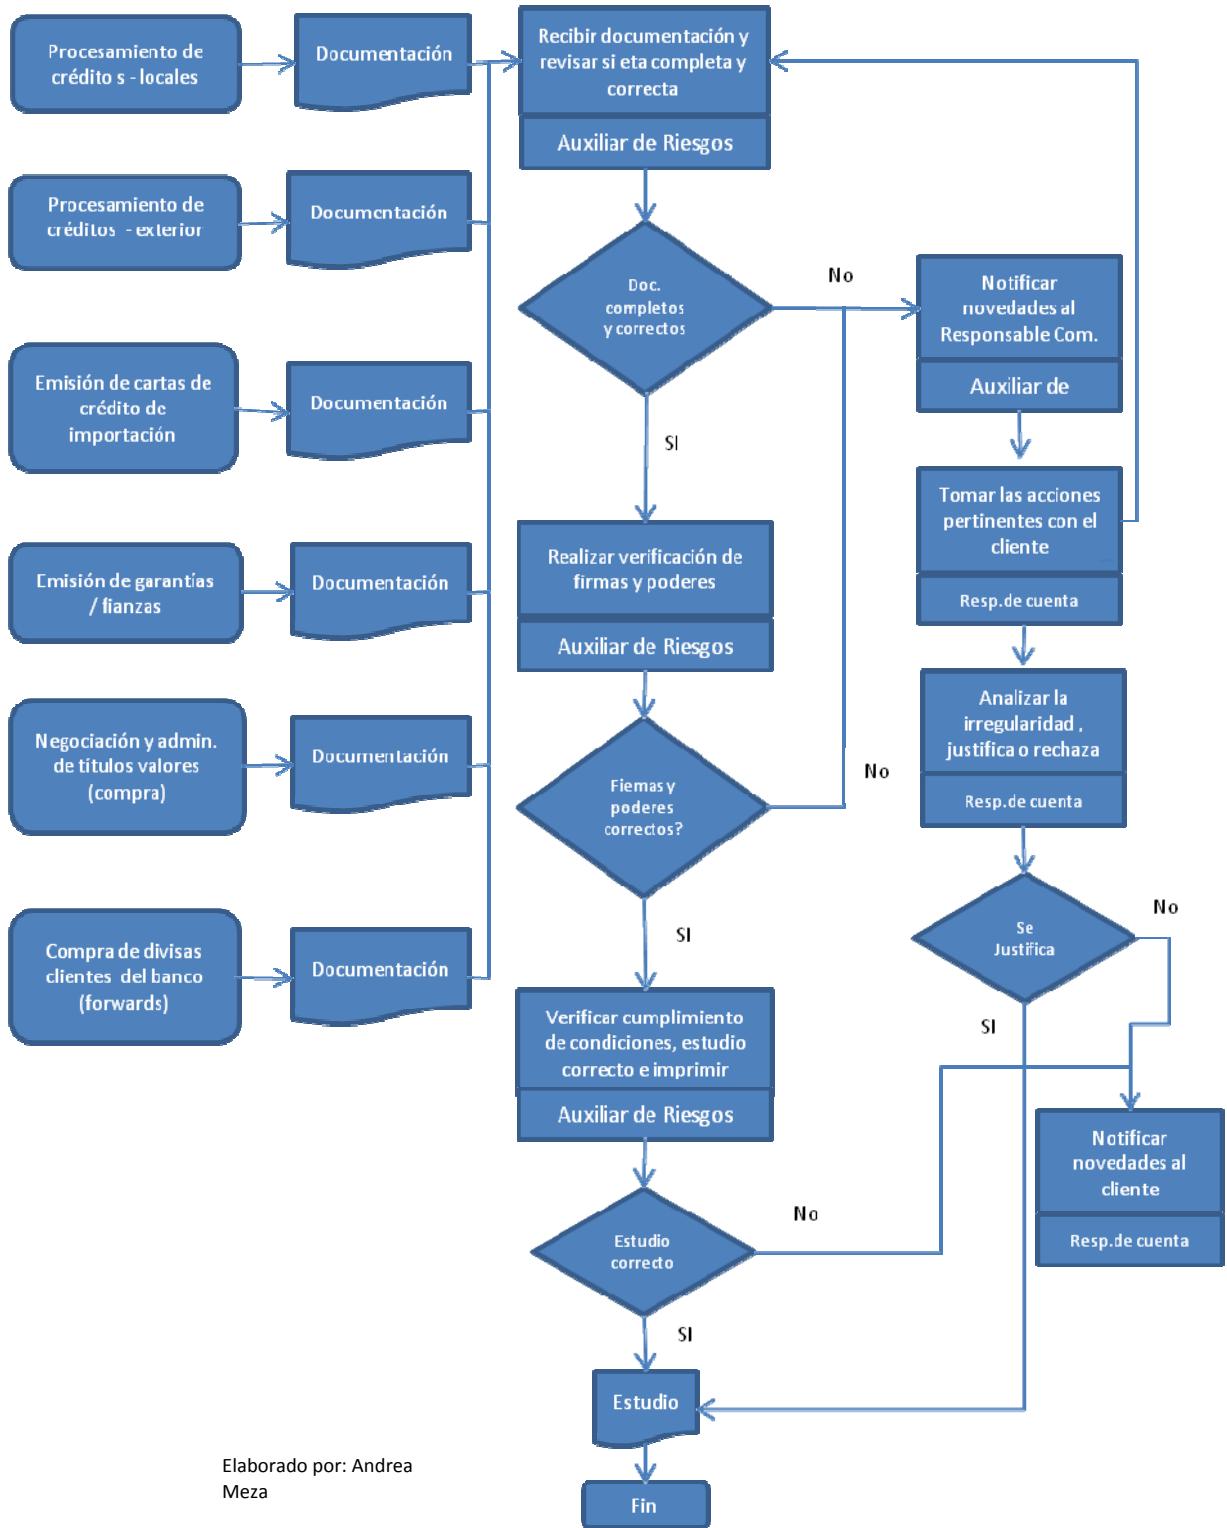 Procesamiento de
crédito s - locales
Documentación
Procesamiento de
créditos - exterior
Documentación
Emisión de cartas de
crédito de
importación
Documentación
Emisión de garantías
/ fianzas
Documentación
Negociación y admin.
de titulos valores
(compra)
Documentación
Compra de divisas
clientes del banco
(forwards)
Documentación
Recibir documentación y
revisar si eta completa y
correcta
Auxiliar de Riesgos
Doc.
completos
y correctos
No
SI
Realizar verificación de
firmas y poderes
Auxiliar de Riesgos
Fiemas y
poderes
correctos?
No
SI
Verificar cumplimiento
de condiciones, estudio
correcto e imprimir
Auxiliar de Riesgos
Estudio
correcto
No
SI
Estudio
Fin
Notificar
novedades al
Responsable Com.
Auxiliar de
Tomar las acciones
pertinentes con el
cliente
Resp.de cuenta
Analizar la
irregularidad ,
justifica o rechaza
Resp.de cuenta
Se
Justifica
No
SI
Notificar
novedades al
cliente
Resp.de cuenta
Elaborado por: Andrea
Meza